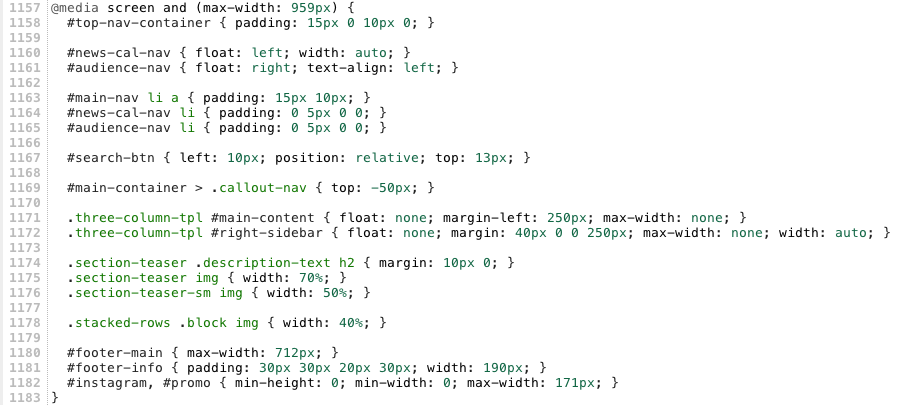 1157 @media screen and (max-width: 959px) {
1158   #top-nav-container { padding: 15px 0 10px 0; }
1159
1160   #news-cal-nav { float: left; width: auto; }
1161   #audience-nav { float: right; text-align: left; }
1162
1163   #main-nav li a { padding: 15px 10px; }
1164   #news-cal-nav li { padding: 0 5px 0 0; }
1165   #audience-nav li { padding: 0 5px 0 0; }
1166
1167   #search-btn { left: 10px; position: relative; top: 13px; }
1168
1169   #main-container > .callout-nav { top: -50px; }
1170
1171   .three-column-tpl #main-content { float: none; margin-left: 250px; max-width: none; }
1172   .three-column-tpl #right-sidebar { float: none; margin: 40px 0 0 250px; max-width: none; width: auto; }
1173
1174   .section-teaser .description-text h2 { margin: 10px 0; }
1175   .section-teaser img { width: 70%; }
1176   .section-teaser-sm img { width: 50%; }
1177
1178   .stacked-rows .block img { width: 40%; }
1179
1180   #footer-main { max-width: 712px; }
1181   #footer-info { padding: 30px 30px 20px 30px; width: 190px; }
1182   #instagram, #promo { min-height: 0; min-width: 0; max-width: 171px; }
1183 }